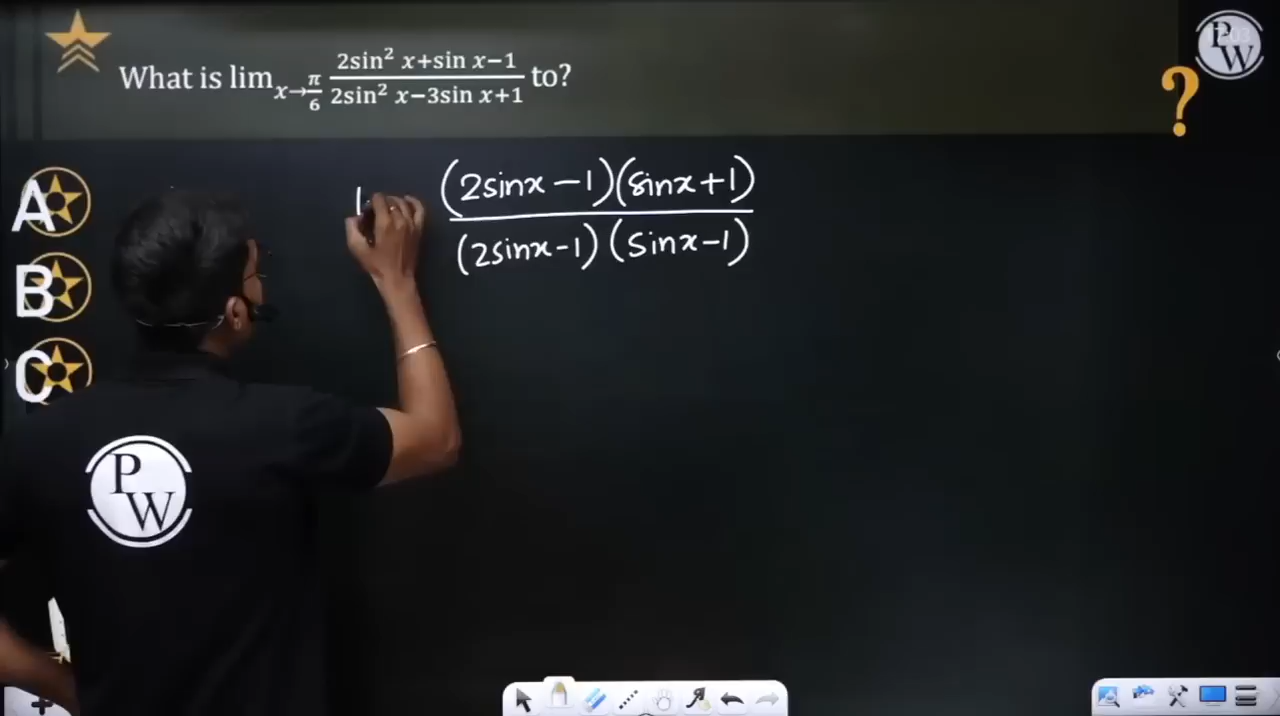 What is lim x→π/6 2sin² x+sin x−1 / 2sin² x−3sin x+1 to?
PW
?
(2sinx − 1)(sinx + 1)
(2sinx − 1) (sinx − 1)
A
B
C
PW